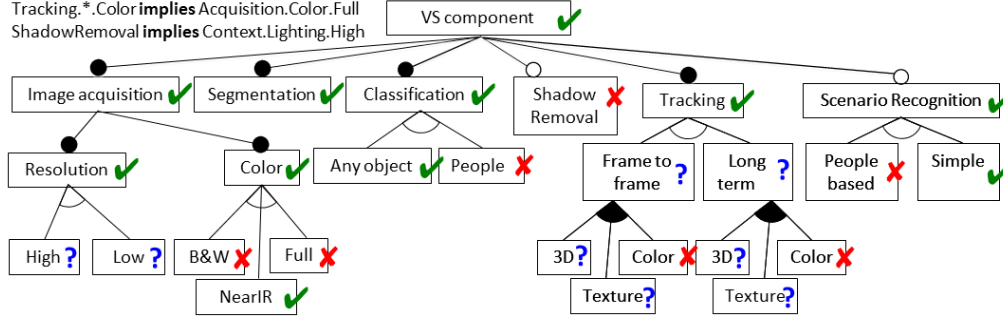 Tracking.*.Color implies Acquisition.Color.Full
ShadowRemoval implies Context.Lighting.High
VS component
Image acquisition
Segmentation
Classification
Shadow
Removal
Tracking
Scenario Recognition
Resolution
Color
Any object
People
Frame to
frame
?
Long
term
?
People
based
Simple
High ?
Low ?
B&W
Full
NearIR
3D ?
Color
3D ?
Color
Texture ?
Texture ?